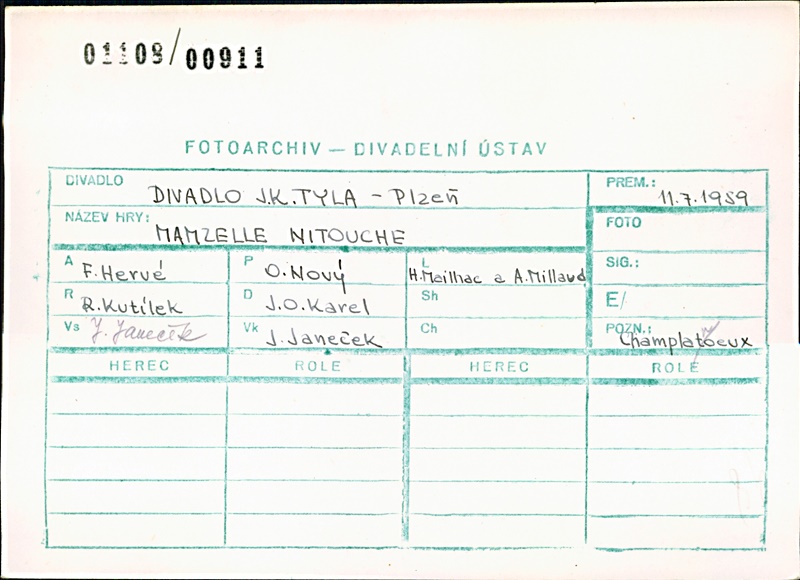 01109/00911
FOTOARCHIV — DIVADELNÍ ÚSTAV
DIVADLO DIVADLO J.K.TYLA - Plzeň
PREM.: 11.7.1959
NÁZEV HRY: MAMZELLE NITOUCHE
FOTO
A F.Hervé P O.Nový L H.Meilhac a A.Millaud SIG.:
R R.Kutílek D J.O.Karel Sh E/
Vs J. Janeček Vk J.Janeček Ch POZN.: Champlatreux
HEREC ROLE HEREC ROLE